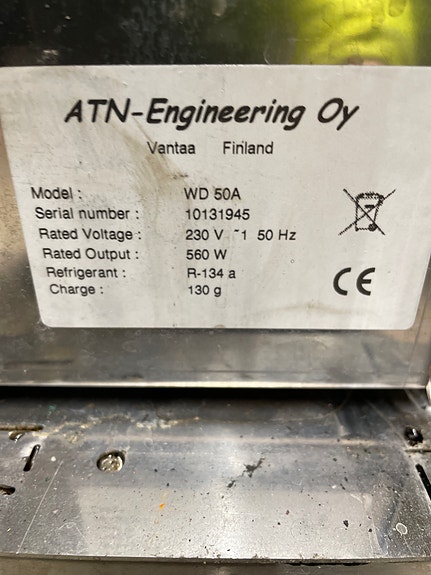 ATN-Engineering Oy
Vantaa Finland
Model : WD 50A
Serial number : 10131945
Rated Voltage : 230 V ~1 50 Hz
Rated Output : 560 W
Refrigerant : R-134 a
Charge : 130 g
CE